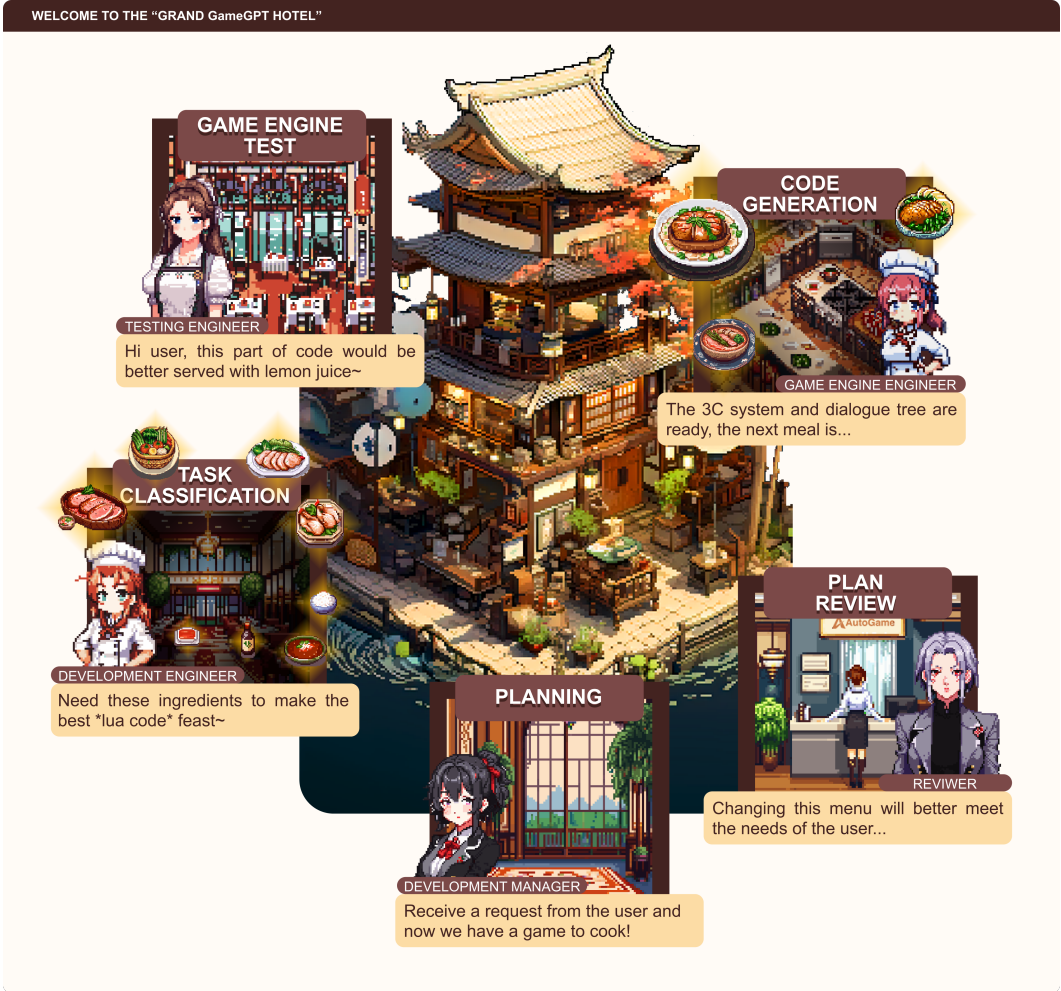 WELCOME TO THE “GRAND GameGPT HOTEL”
GAME ENGINE
TEST
TESTING ENGINEER
Hi user, this part of code would be
better served with lemon juice~
CODE
GENERATION
GAME ENGINE ENGINEER
The 3C system and dialogue tree are
ready, the next meal is...
TASK
CLASSIFICATION
DEVELOPMENT ENGINEER
Need these ingredients to make the
best *lua code* feast~
PLAN
REVIEW
AutoGame
REVIWER
Changing this menu will better meet
the needs of the user...
PLANNING
DEVELOPMENT MANAGER
Receive a request from the user and
now we have a game to cook!